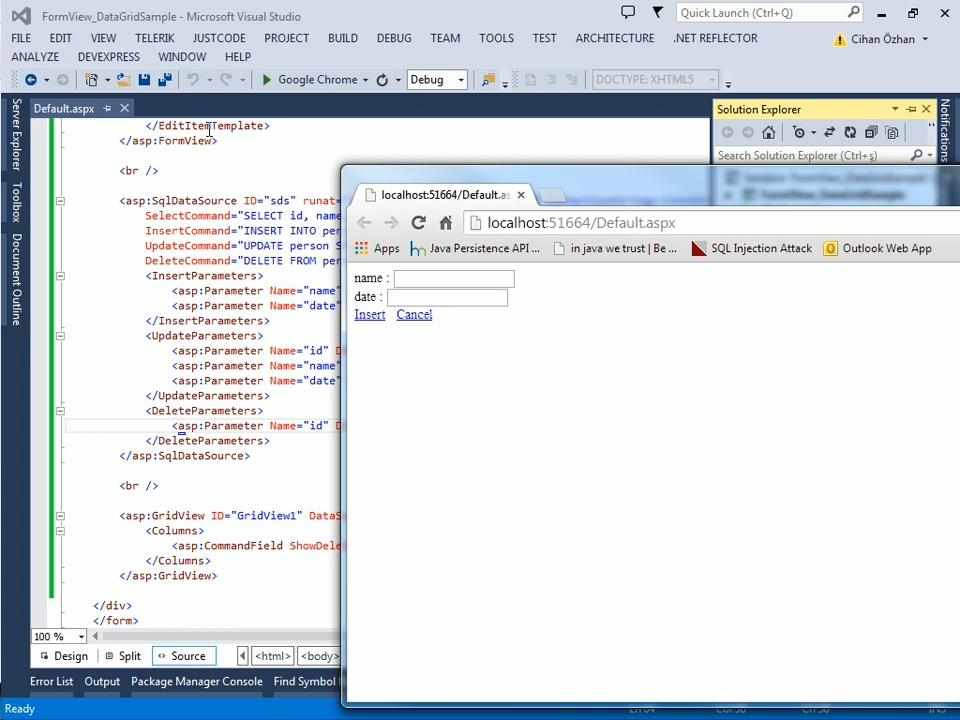 FormView_DataGridSample - Microsoft Visual Studio
Quick Launch (Ctrl+Q)
FILE EDIT VIEW TELERIK JUSTCODE PROJECT BUILD DEBUG TEAM TOOLS TEST ARCHITECTURE .NET REFLECTOR
Cihan Özhan
ANALYZE DEVEXPRESS WINDOW HELP
Google Chrome Debug DOCTYPE: XHTML5
Server Explorer
Toolbox
Document Outline
Default.aspx
</EditItemTemplate>
</asp:FormView>
<br />
<asp:SqlDataSource ID="sds" runat=
SelectCommand="SELECT id, name
InsertCommand="INSERT INTO per
UpdateCommand="UPDATE person S
DeleteCommand="DELETE FROM per
<InsertParameters>
<asp:Parameter Name="name"
<asp:Parameter Name="date"
</InsertParameters>
<UpdateParameters>
<asp:Parameter Name="id" D
<asp:Parameter Name="name"
<asp:Parameter Name="date"
</UpdateParameters>
<DeleteParameters>
<asp:Parameter Name="id" D
</DeleteParameters>
</asp:SqlDataSource>
<br />
<asp:GridView ID="GridView1" DataS
<Columns>
<asp:CommandField ShowDele
</Columns>
</asp:GridView>
</div>
</form>
100 %
Design Split Source <html> <body>
Error List Output Package Manager Console Find Symbol
Ready
Solution Explorer
Search Solution Explorer (Ctrl+ş)
Notifications
localhost:51664/Default.as
localhost:51664/Default.aspx
Apps Java Persistence API ... in java we trust | Be ... SQL Injection Attack Outlook Web App
name :
date :
Insert Cancel